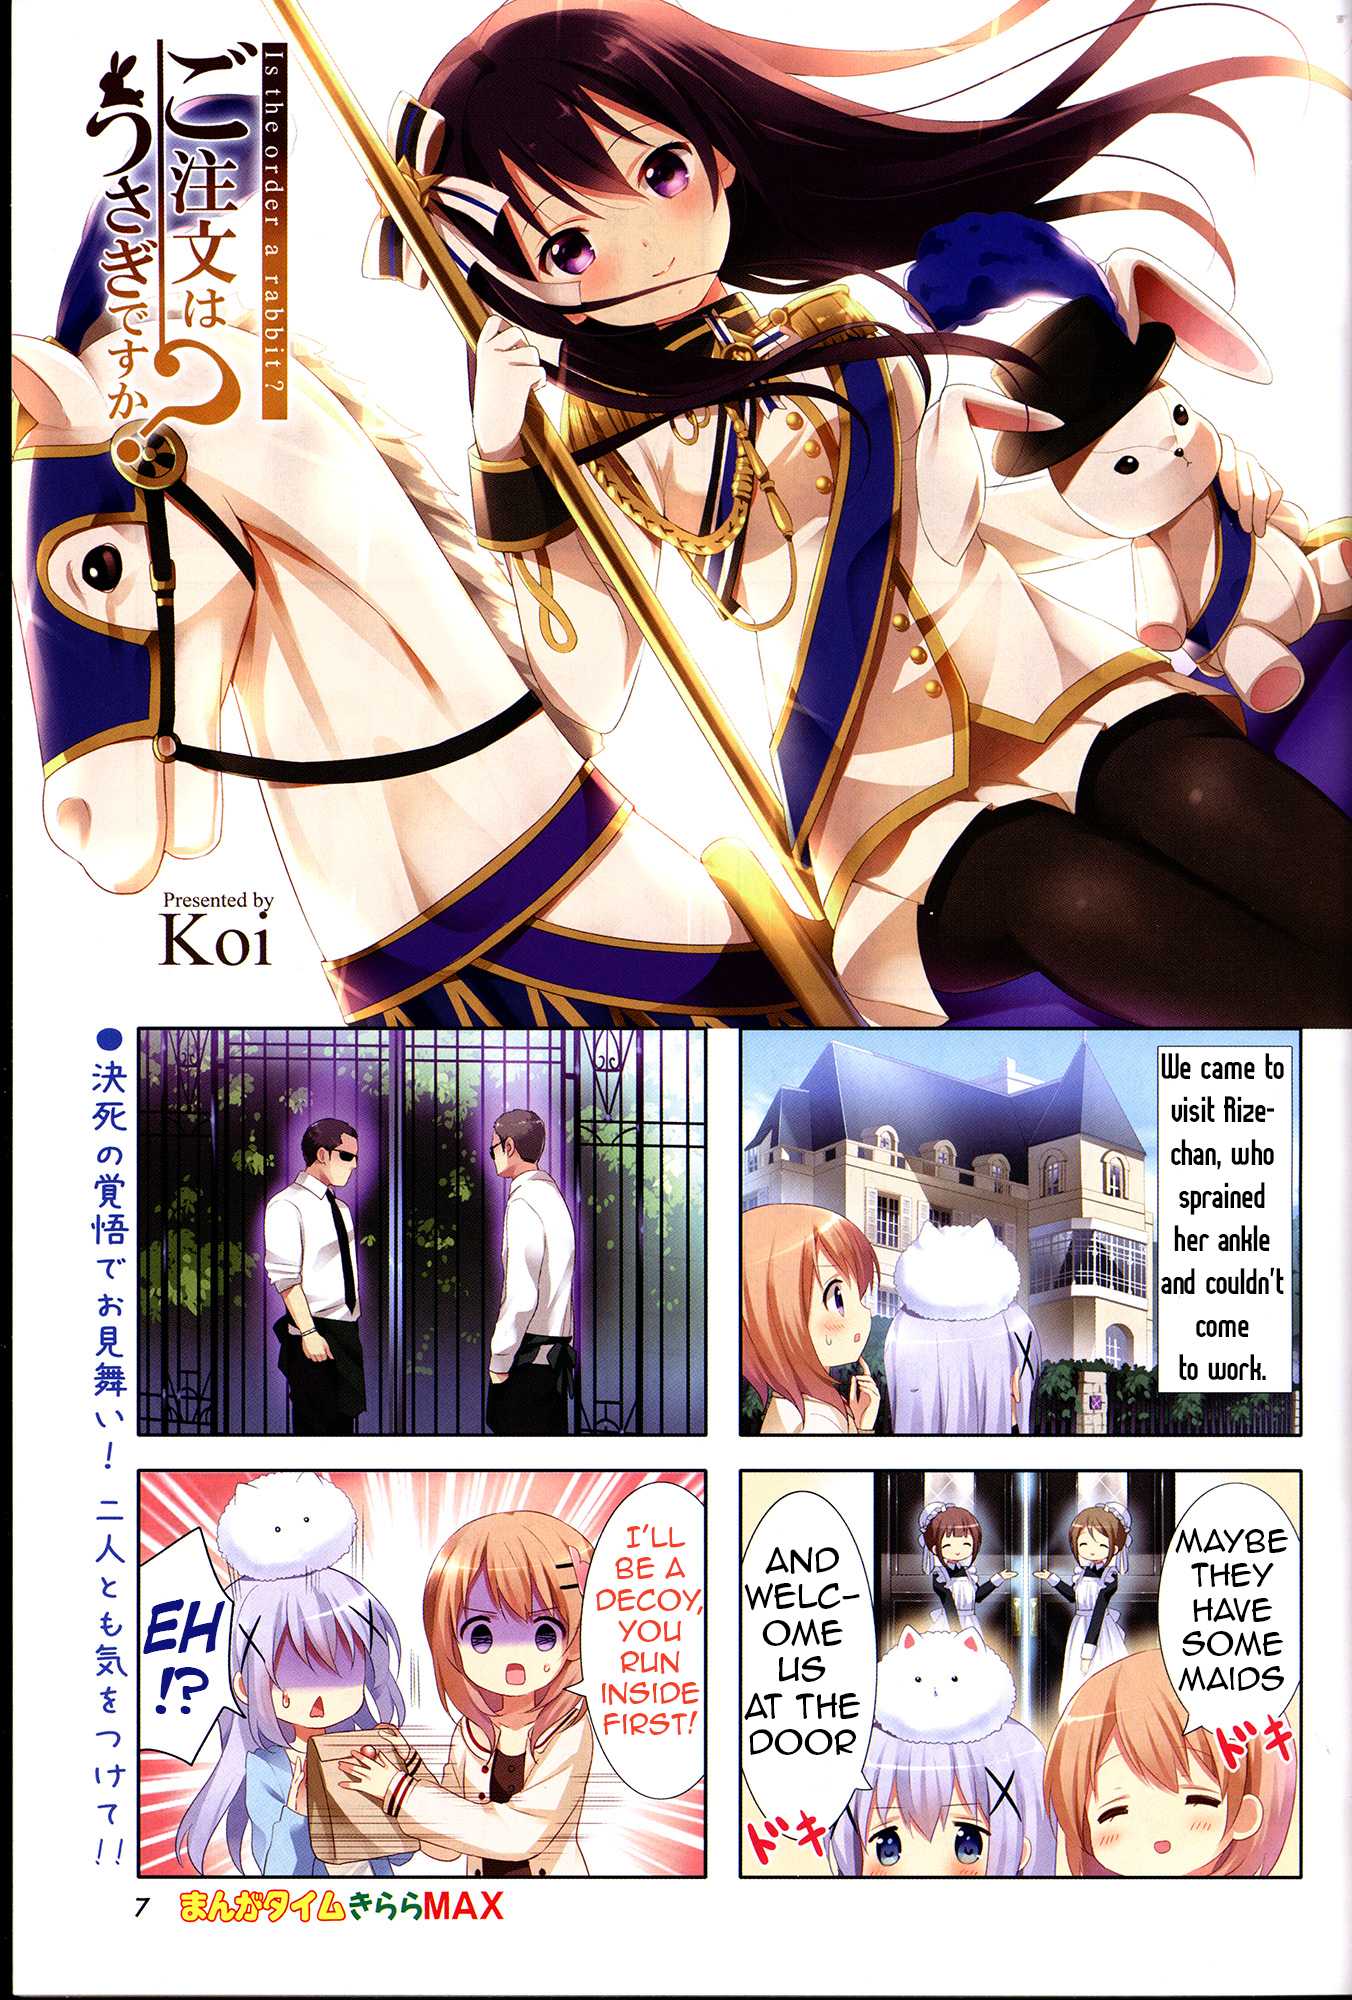 Is the order a rabbit?
ご注文は
うさぎですか?
Presented by
Koi
We came to
visit Rize-
chan, who
sprained
her ankle
and couldn't
come
to work.
MAYBE
THEY
HAVE
SOME
MAIDS
ドキ
AND
WELC-
OME
US
AT THE
DOOR
ドキ
I'LL
BE A
DECOY,
YOU
RUN
INSIDE
FIRST!
EH
!?
●決死の覚悟でお見舞い!二人とも気をつけて!!
7
まんがタイムきららMAX